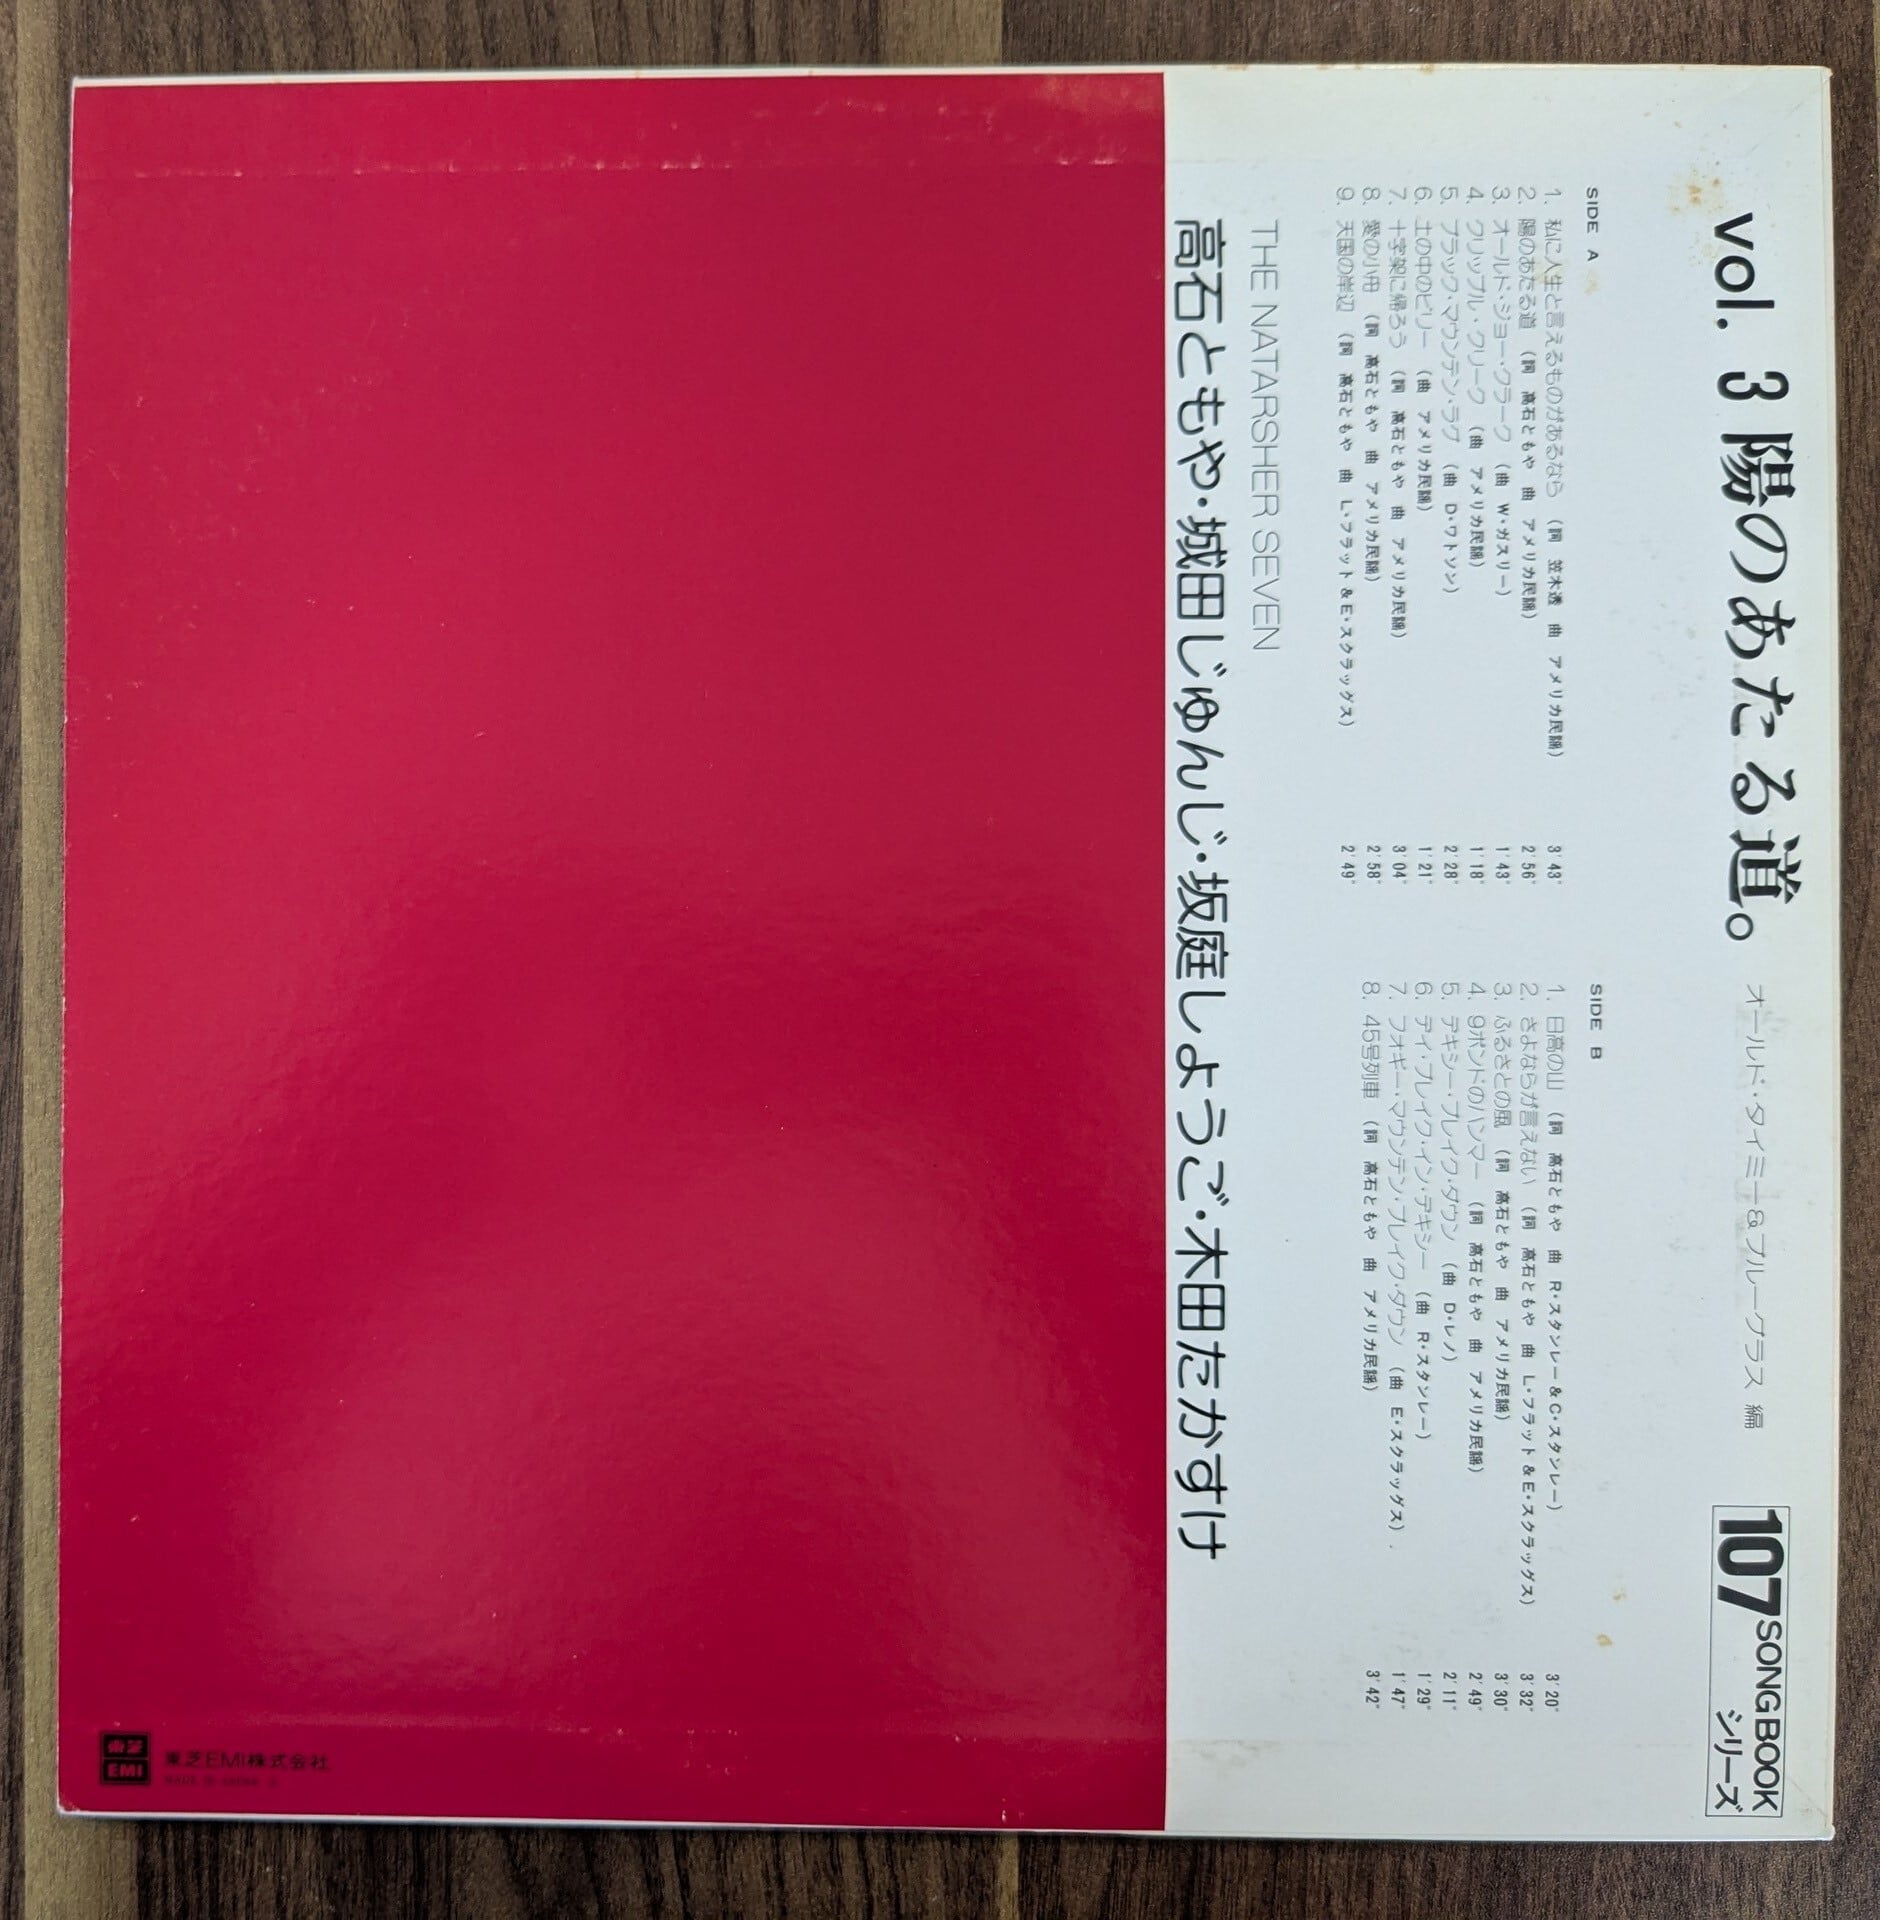 vol. 3 陽のあたる道。 オールド・タイミー&ブルーグラス 編
107 SONG BOOK シリーズ
SIDE A
1. 私に人生と言えるものがあるなら (詞 笠木透 曲 アメリカ民謡) 3'43"
2. 陽のあたる道 (詞 高石ともや 曲 アメリカ民謡) 2'56"
3. オールド・ジョー・クラーク (曲 W・ガスリー) 1'43"
4. クリップル・クリーク (曲 アメリカ民謡) 1'18"
5. ブラック・マウンテン・ラグ (曲 D・ワトソン) 2'28"
6. 土の中のビリー (曲 アメリカ民謡) 1'21"
7. 十字架に帰ろう (詞 高石ともや 曲 アメリカ民謡) 3'04"
8. 愛の小舟 (詞 高石ともや 曲 アメリカ民謡) 2'58"
9. 天国の岸辺 (詞 高石ともや 曲 L・フラット&E・スクラッグス) 2'49"
SIDE B
1. 日高の山 (詞 高石ともや 曲 R・スタンレー&C・スタンレー) 3'20"
2. さよならが言えない (詞 高石ともや 曲 L・フラット&E・スクラッグス) 3'32"
3. ふるさとの風 (詞 高石ともや 曲 アメリカ民謡) 3'30"
4. 9ポンドのハンマー (詞 高石ともや 曲 アメリカ民謡) 2'49"
5. デキシー・ブレイク・ダウン (曲 D・レノ) 2'11"
6. デイ・ブレイク・イン・デキシー (曲 R・スタンレー) 1'29"
7. フォギー・マウンテン・ブレイク・ダウン (曲 E・スクラッグス) 1'47"
8. 45号列車 (詞 高石ともや 曲 アメリカ民謡) 3'42"
THE NATARSHER SEVEN
高石ともや・城田じゅんじ・坂庭しょうご・木田たかすけ
東芝 EMI
東芝EMI株式会社
MADE IN JAPAN